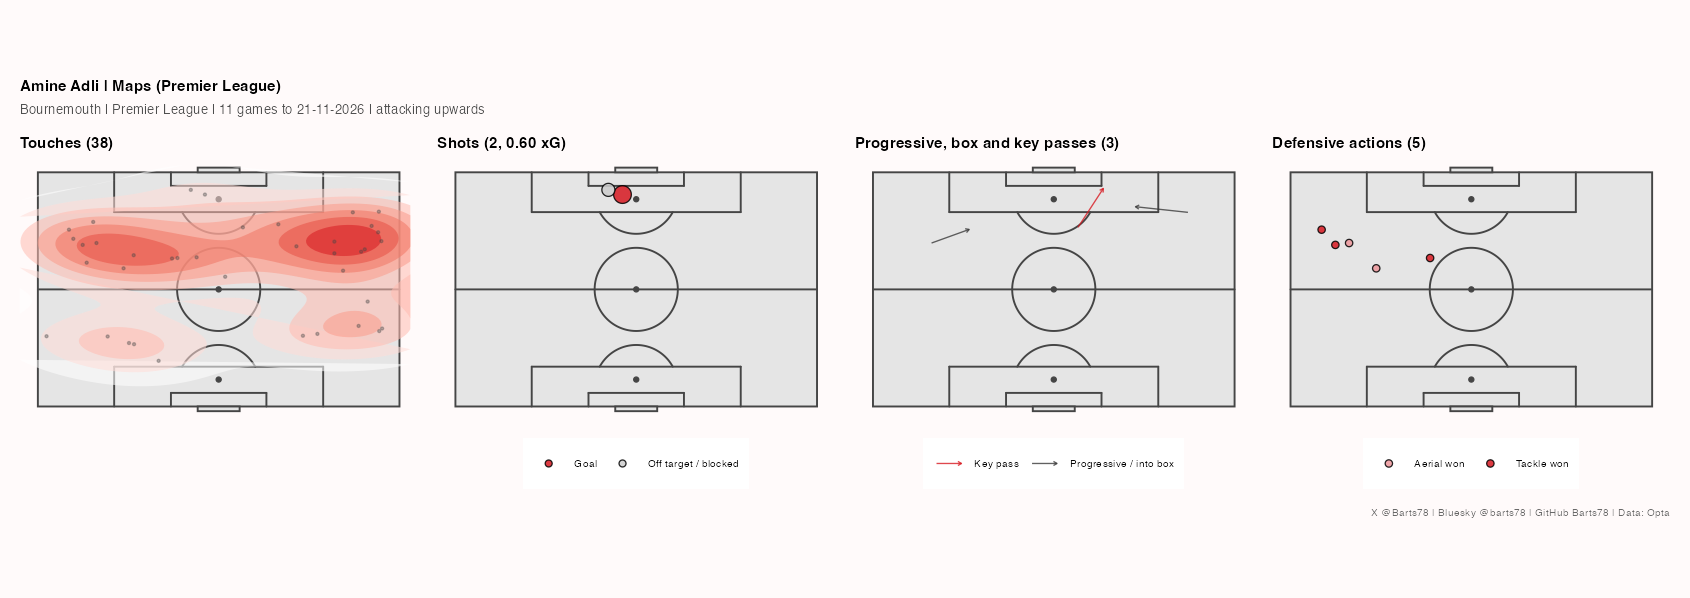 Amine Adli | Maps (Premier League)
Bournemouth | Premier League | 11 games to 21-11-2026 | attacking upwards
Touches (38)
Shots (2, 0.60 xG)
Progressive, box and key passes (3)
Defensive actions (5)
Goal
Off target / blocked
Key pass
Progressive / into box
Aerial won
Tackle won
X @Barts78 | Bluesky @barts78 | GitHub Barts78 | Data: Opta